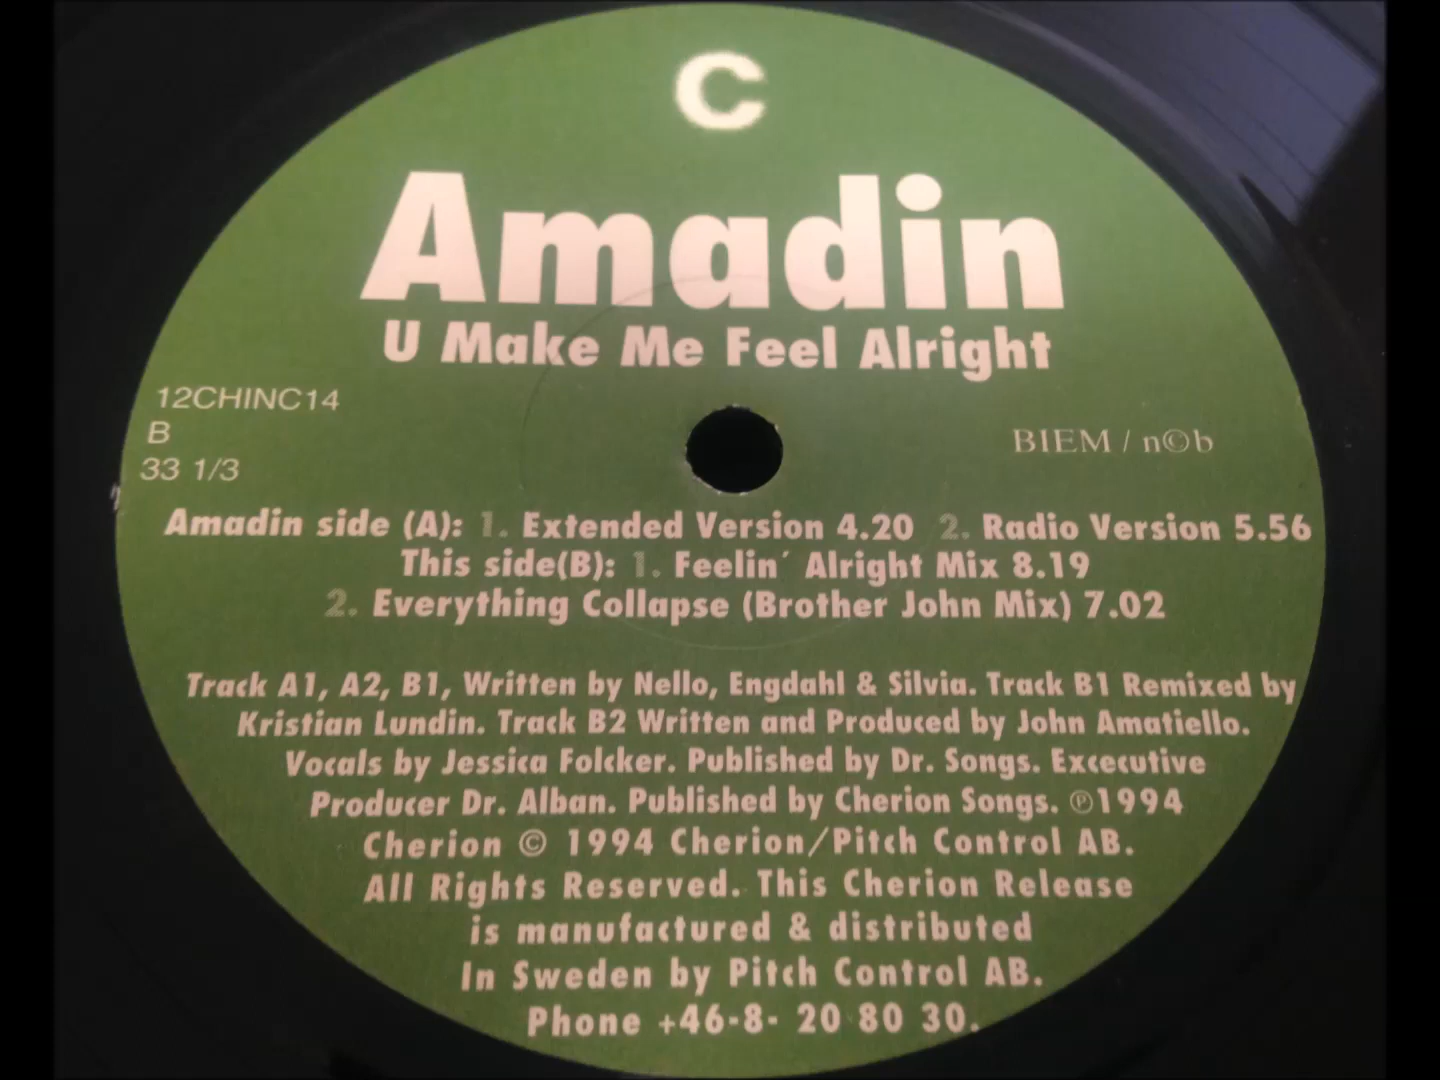 C
Amadin
U Make Me Feel Alright
12CHINC14
B
33 1/3
BIEM / n©b
Amadin side (A): 1. Extended Version 4.20 2. Radio Version 5.56
This side(B): 1. Feelin´ Alright Mix 8.19
2. Everything Collapse (Brother John Mix) 7.02
Track A1, A2, B1, Written by Nello, Engdahl & Silvia. Track B1 Remixed by
Kristian Lundin. Track B2 Written and Produced by John Amatiello.
Vocals by Jessica Folcker. Published by Dr. Songs. Excecutive
Producer Dr. Alban. Published by Cherion Songs. ℗1994
Cherion © 1994 Cherion/Pitch Control AB.
All Rights Reserved. This Cherion Release
is manufactured & distributed
In Sweden by Pitch Control AB.
Phone +46-8- 20 80 30.